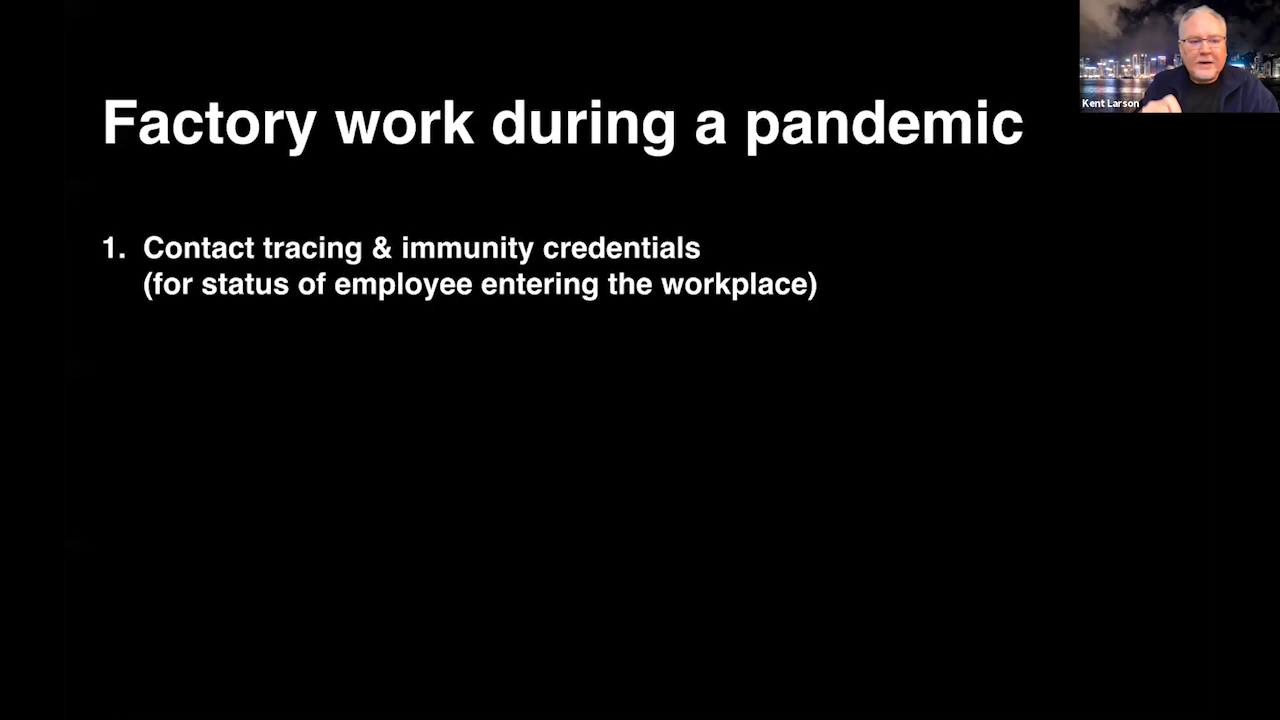 Factory work during a pandemic
1. Contact tracing & immunity credentials
(for status of employee entering the workplace)
Kent Larson